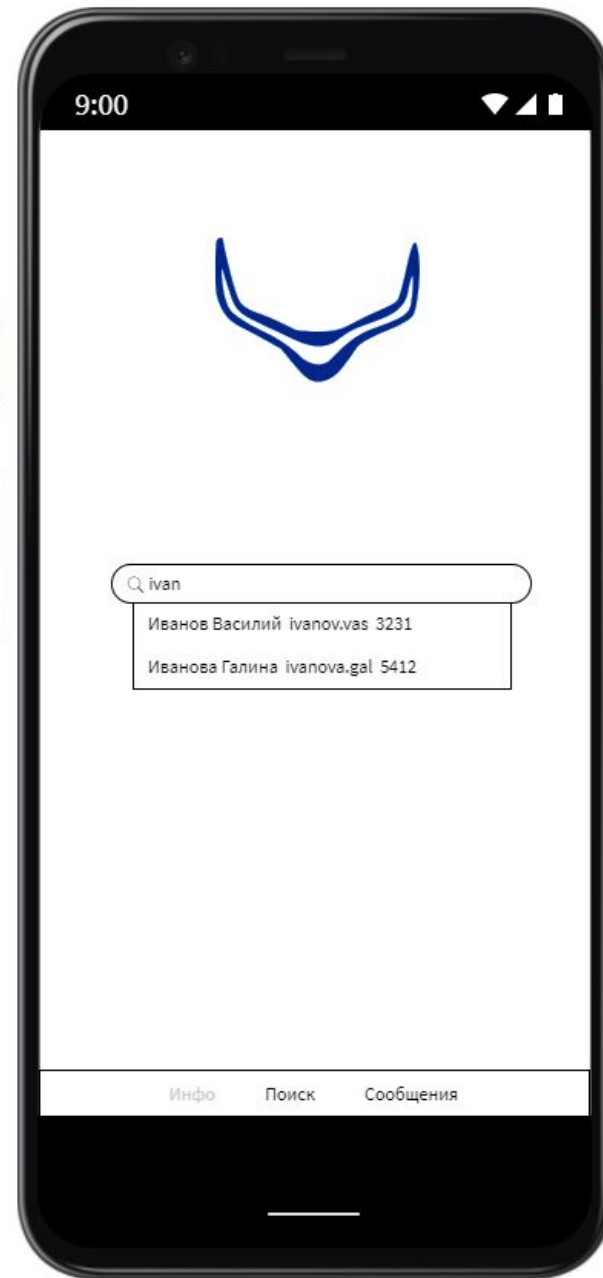 9:00
ivan
Иванов Василий ivanov.vas 3231
Иванова Галина ivanova.gal 5412
Инфо Поиск Сообщения